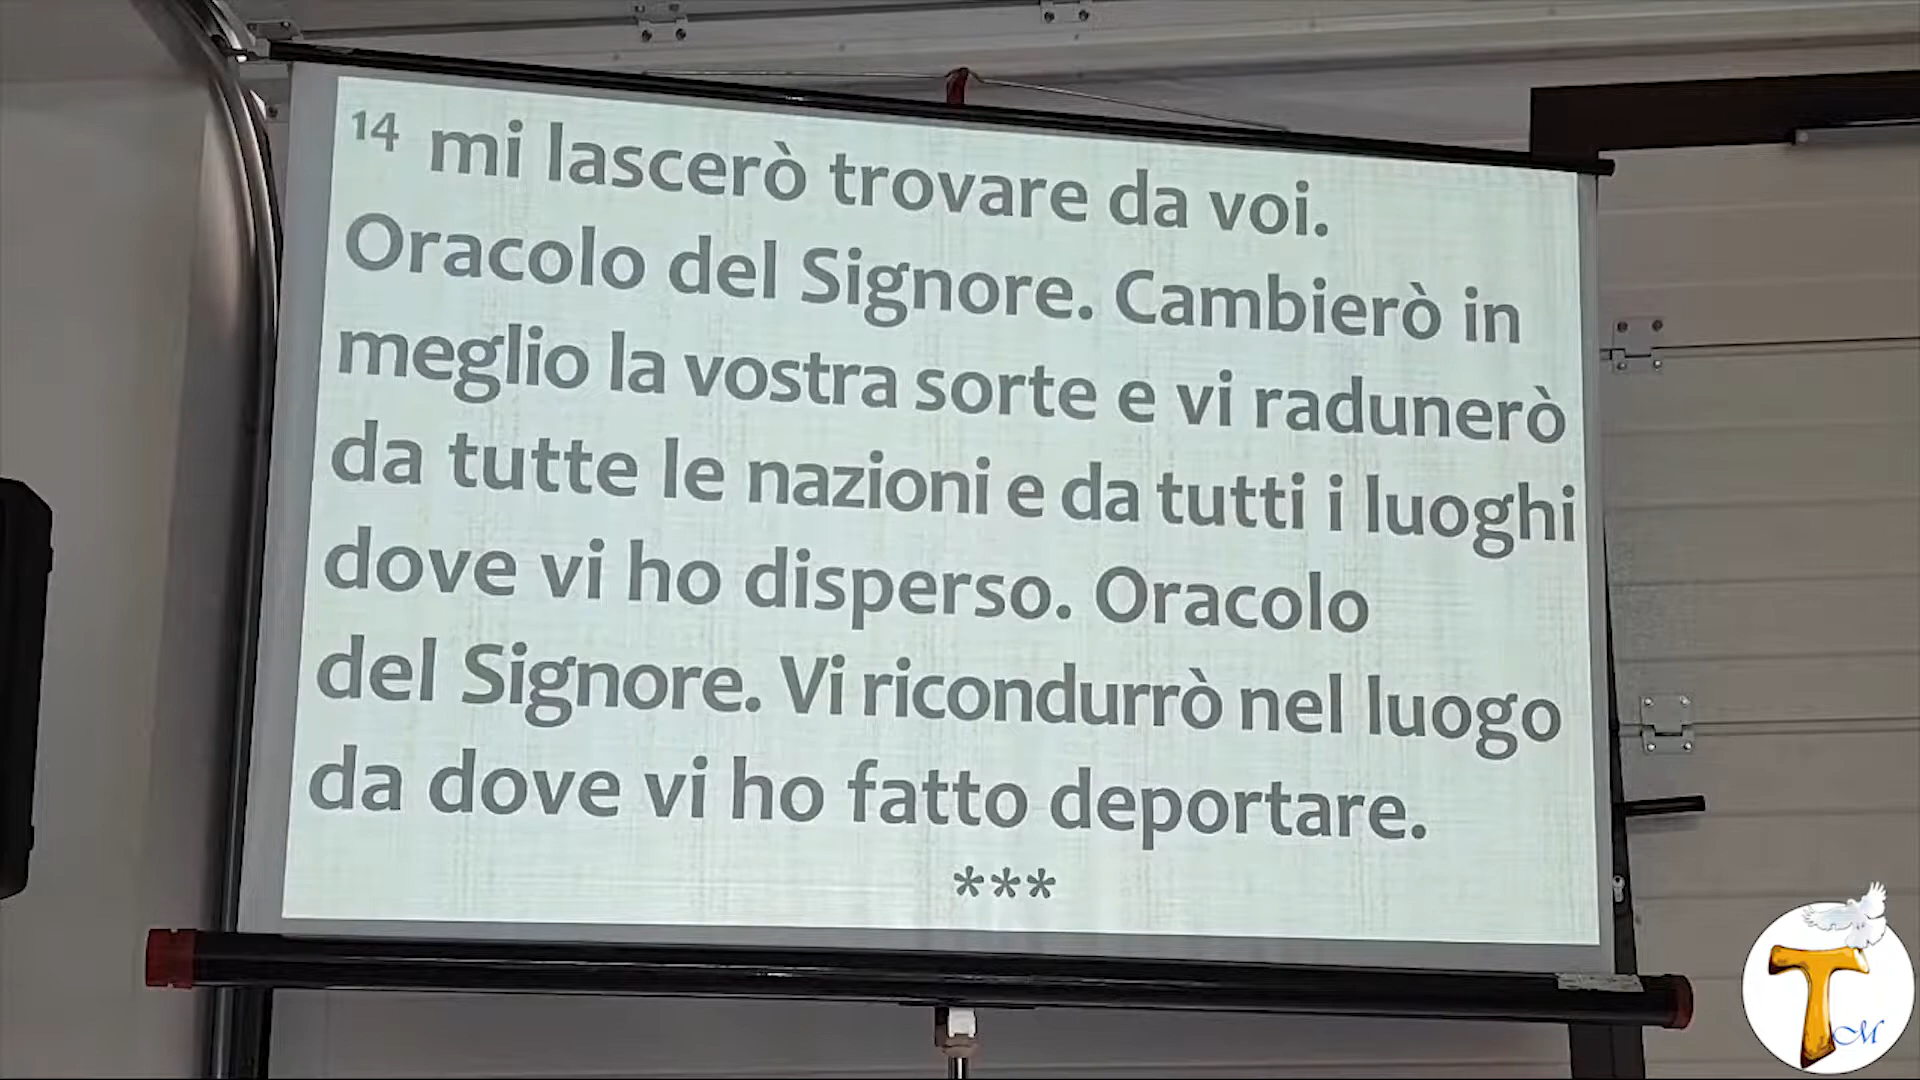 14 mi lascerò trovare da voi.
Oracolo del Signore. Cambierò in
meglio la vostra sorte e vi radunerò
da tutte le nazioni e da tutti i luoghi
dove vi ho disperso. Oracolo
del Signore. Vi ricondurrò nel luogo
da dove vi ho fatto deportare.
***
T M